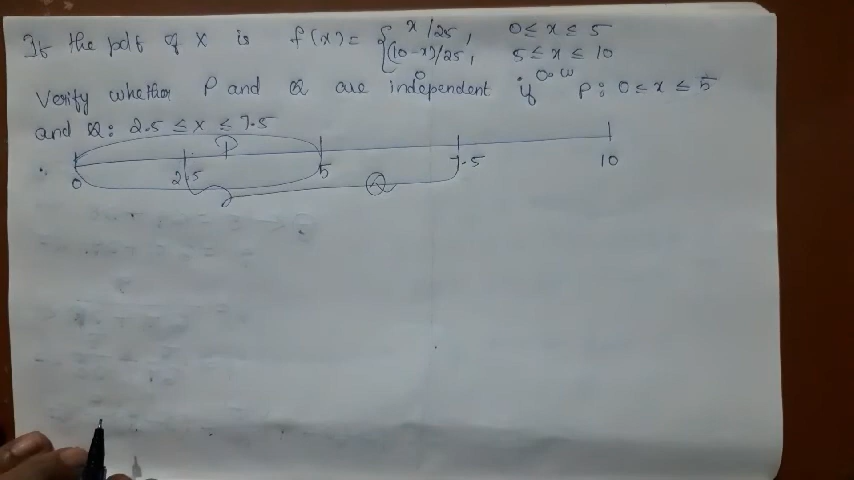 If the pdf of X is f(x) = { x/25, 0 ≤ x ≤ 5
(10-x)/25, 5 ≤ x ≤ 10
0 o.w
Verify whether P and Q are independent if P: 0 ≤ x ≤ 5
and Q: 2.5 ≤ x ≤ 7.5
P
0 2.5 5 7.5 10
Q